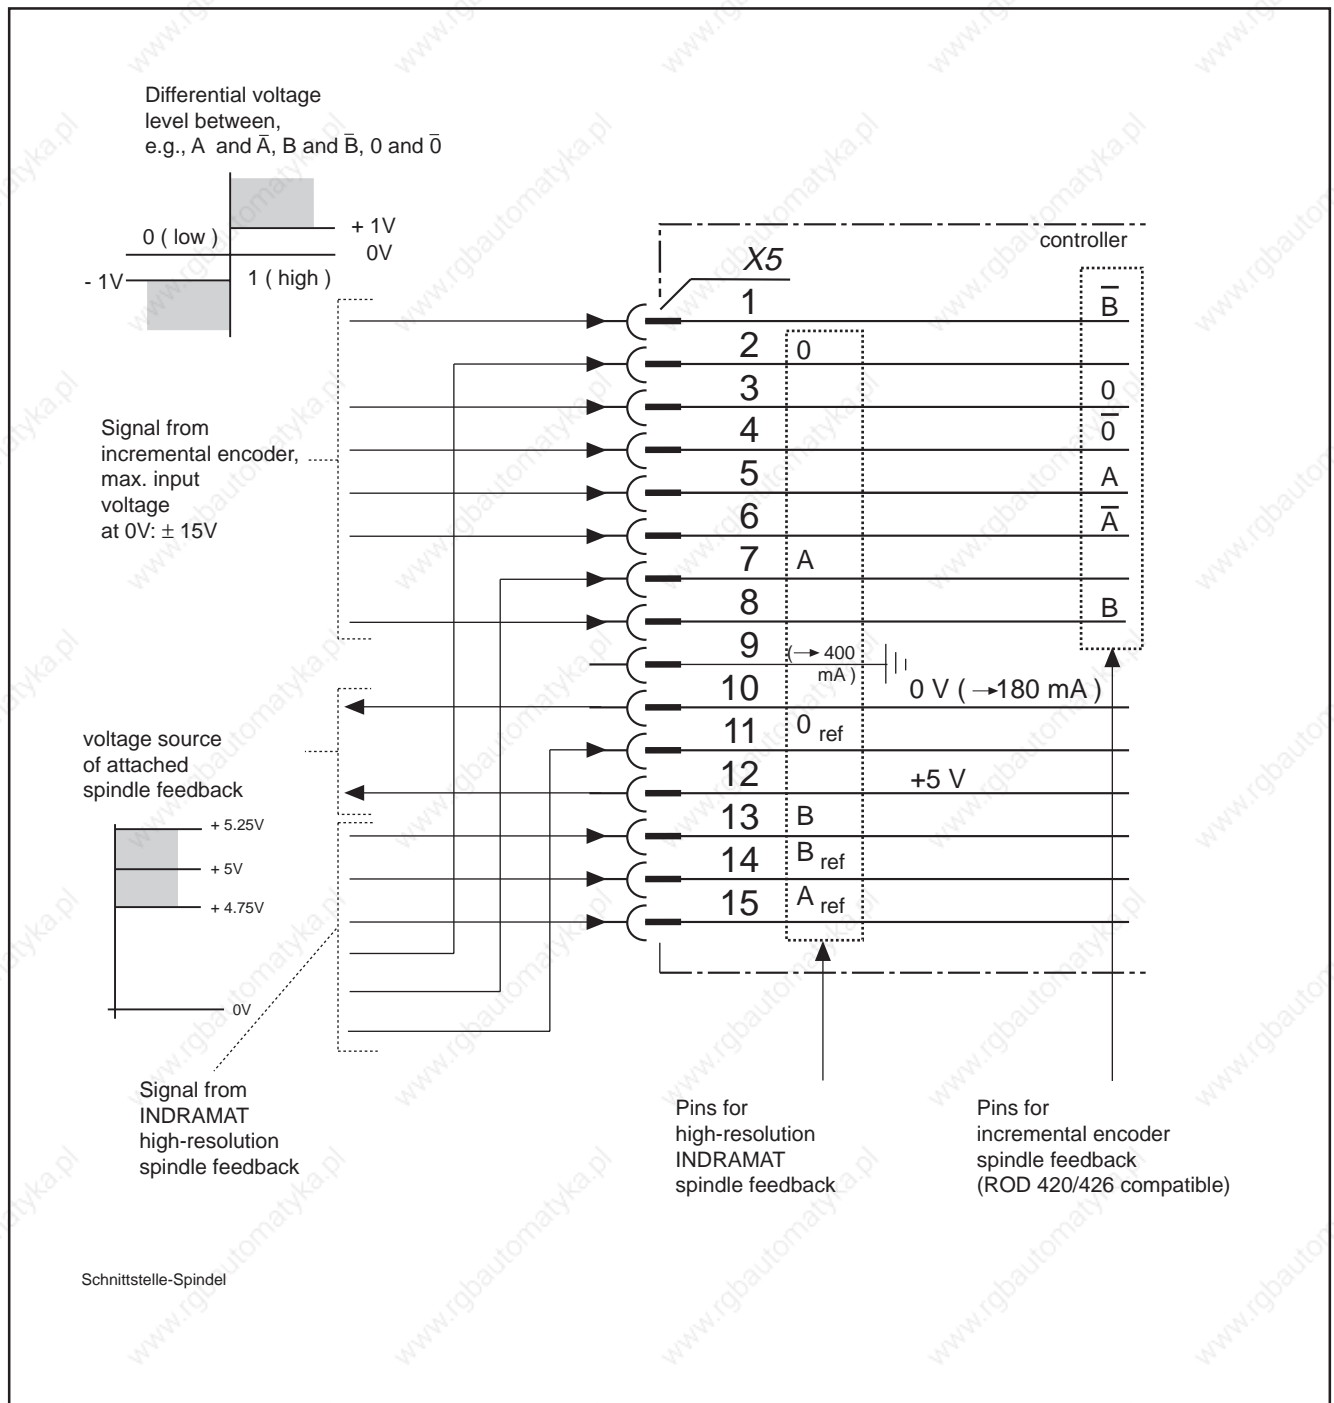 Differential voltage
level between,
e.g., A and A̅, B and B̅, 0 and 0̅
0 ( low )
+ 1V
0V
- 1V
1 ( high )
controller
X5
1
B̅
2
0
3
0
4
0̅
5
A
6
A̅
7
A
8
B
9
(→ 400
mA )
10
0 V ( →180 mA )
11
0 ref
12
+5 V
13
B
14
B ref
15
A ref
Signal from
incremental encoder,
max. input
voltage
at 0V: ± 15V
voltage source
of attached
spindle feedback
+ 5.25V
+ 5V
+ 4.75V
0V
Signal from
INDRAMAT
high-resolution
spindle feedback
Pins for
high-resolution
INDRAMAT
spindle feedback
Pins for
incremental encoder
spindle feedback
(ROD 420/426 compatible)
Schnittstelle-Spindel
www.rgbautomatyka.pl